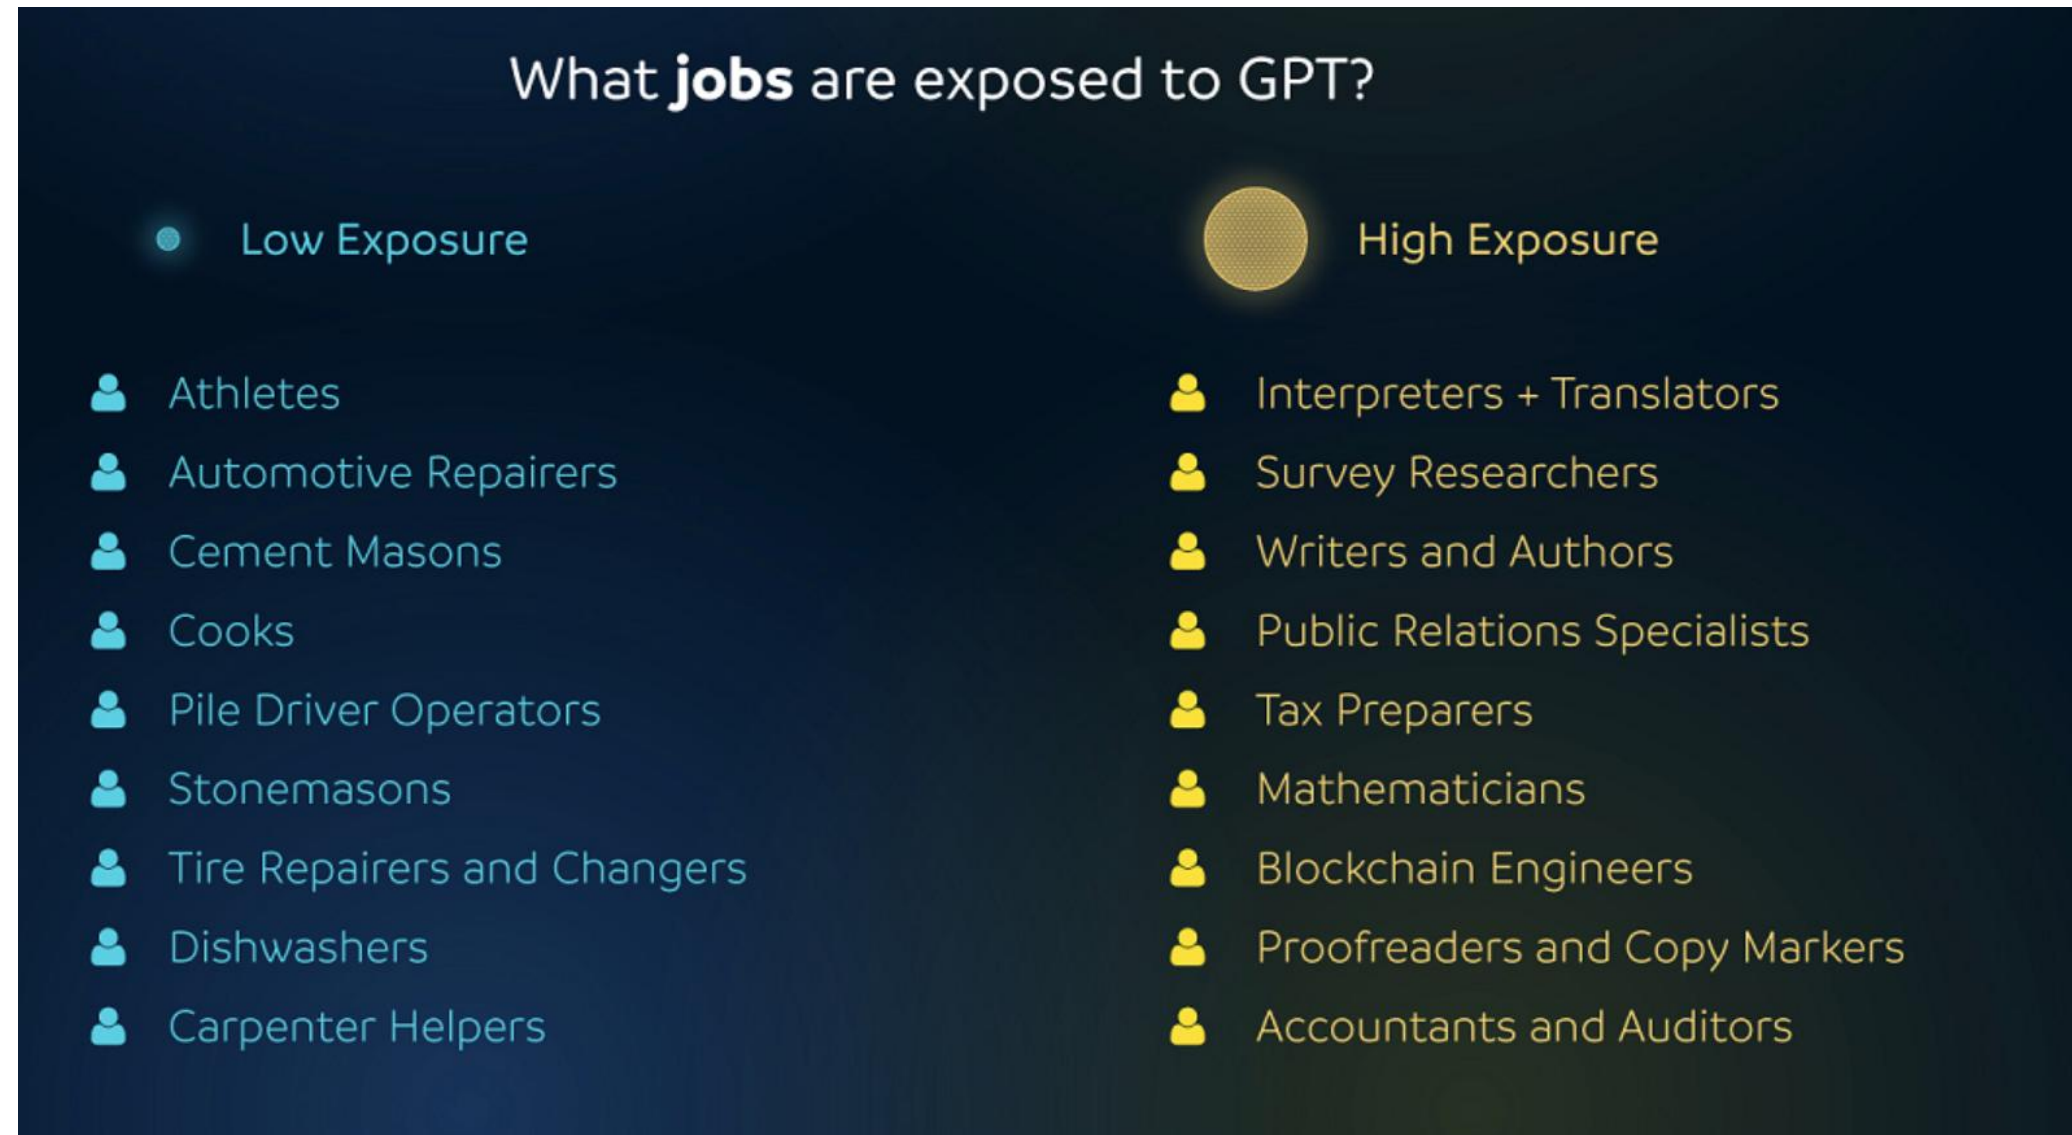 What jobs are exposed to GPT?
Low Exposure
Athletes
Automotive Repairers
Cement Masons
Cooks
Pile Driver Operators
Stonemasons
Tire Repairers and Changers
Dishwashers
Carpenter Helpers
High Exposure
Interpreters + Translators
Survey Researchers
Writers and Authors
Public Relations Specialists
Tax Preparers
Mathematicians
Blockchain Engineers
Proofreaders and Copy Markers
Accountants and Auditors